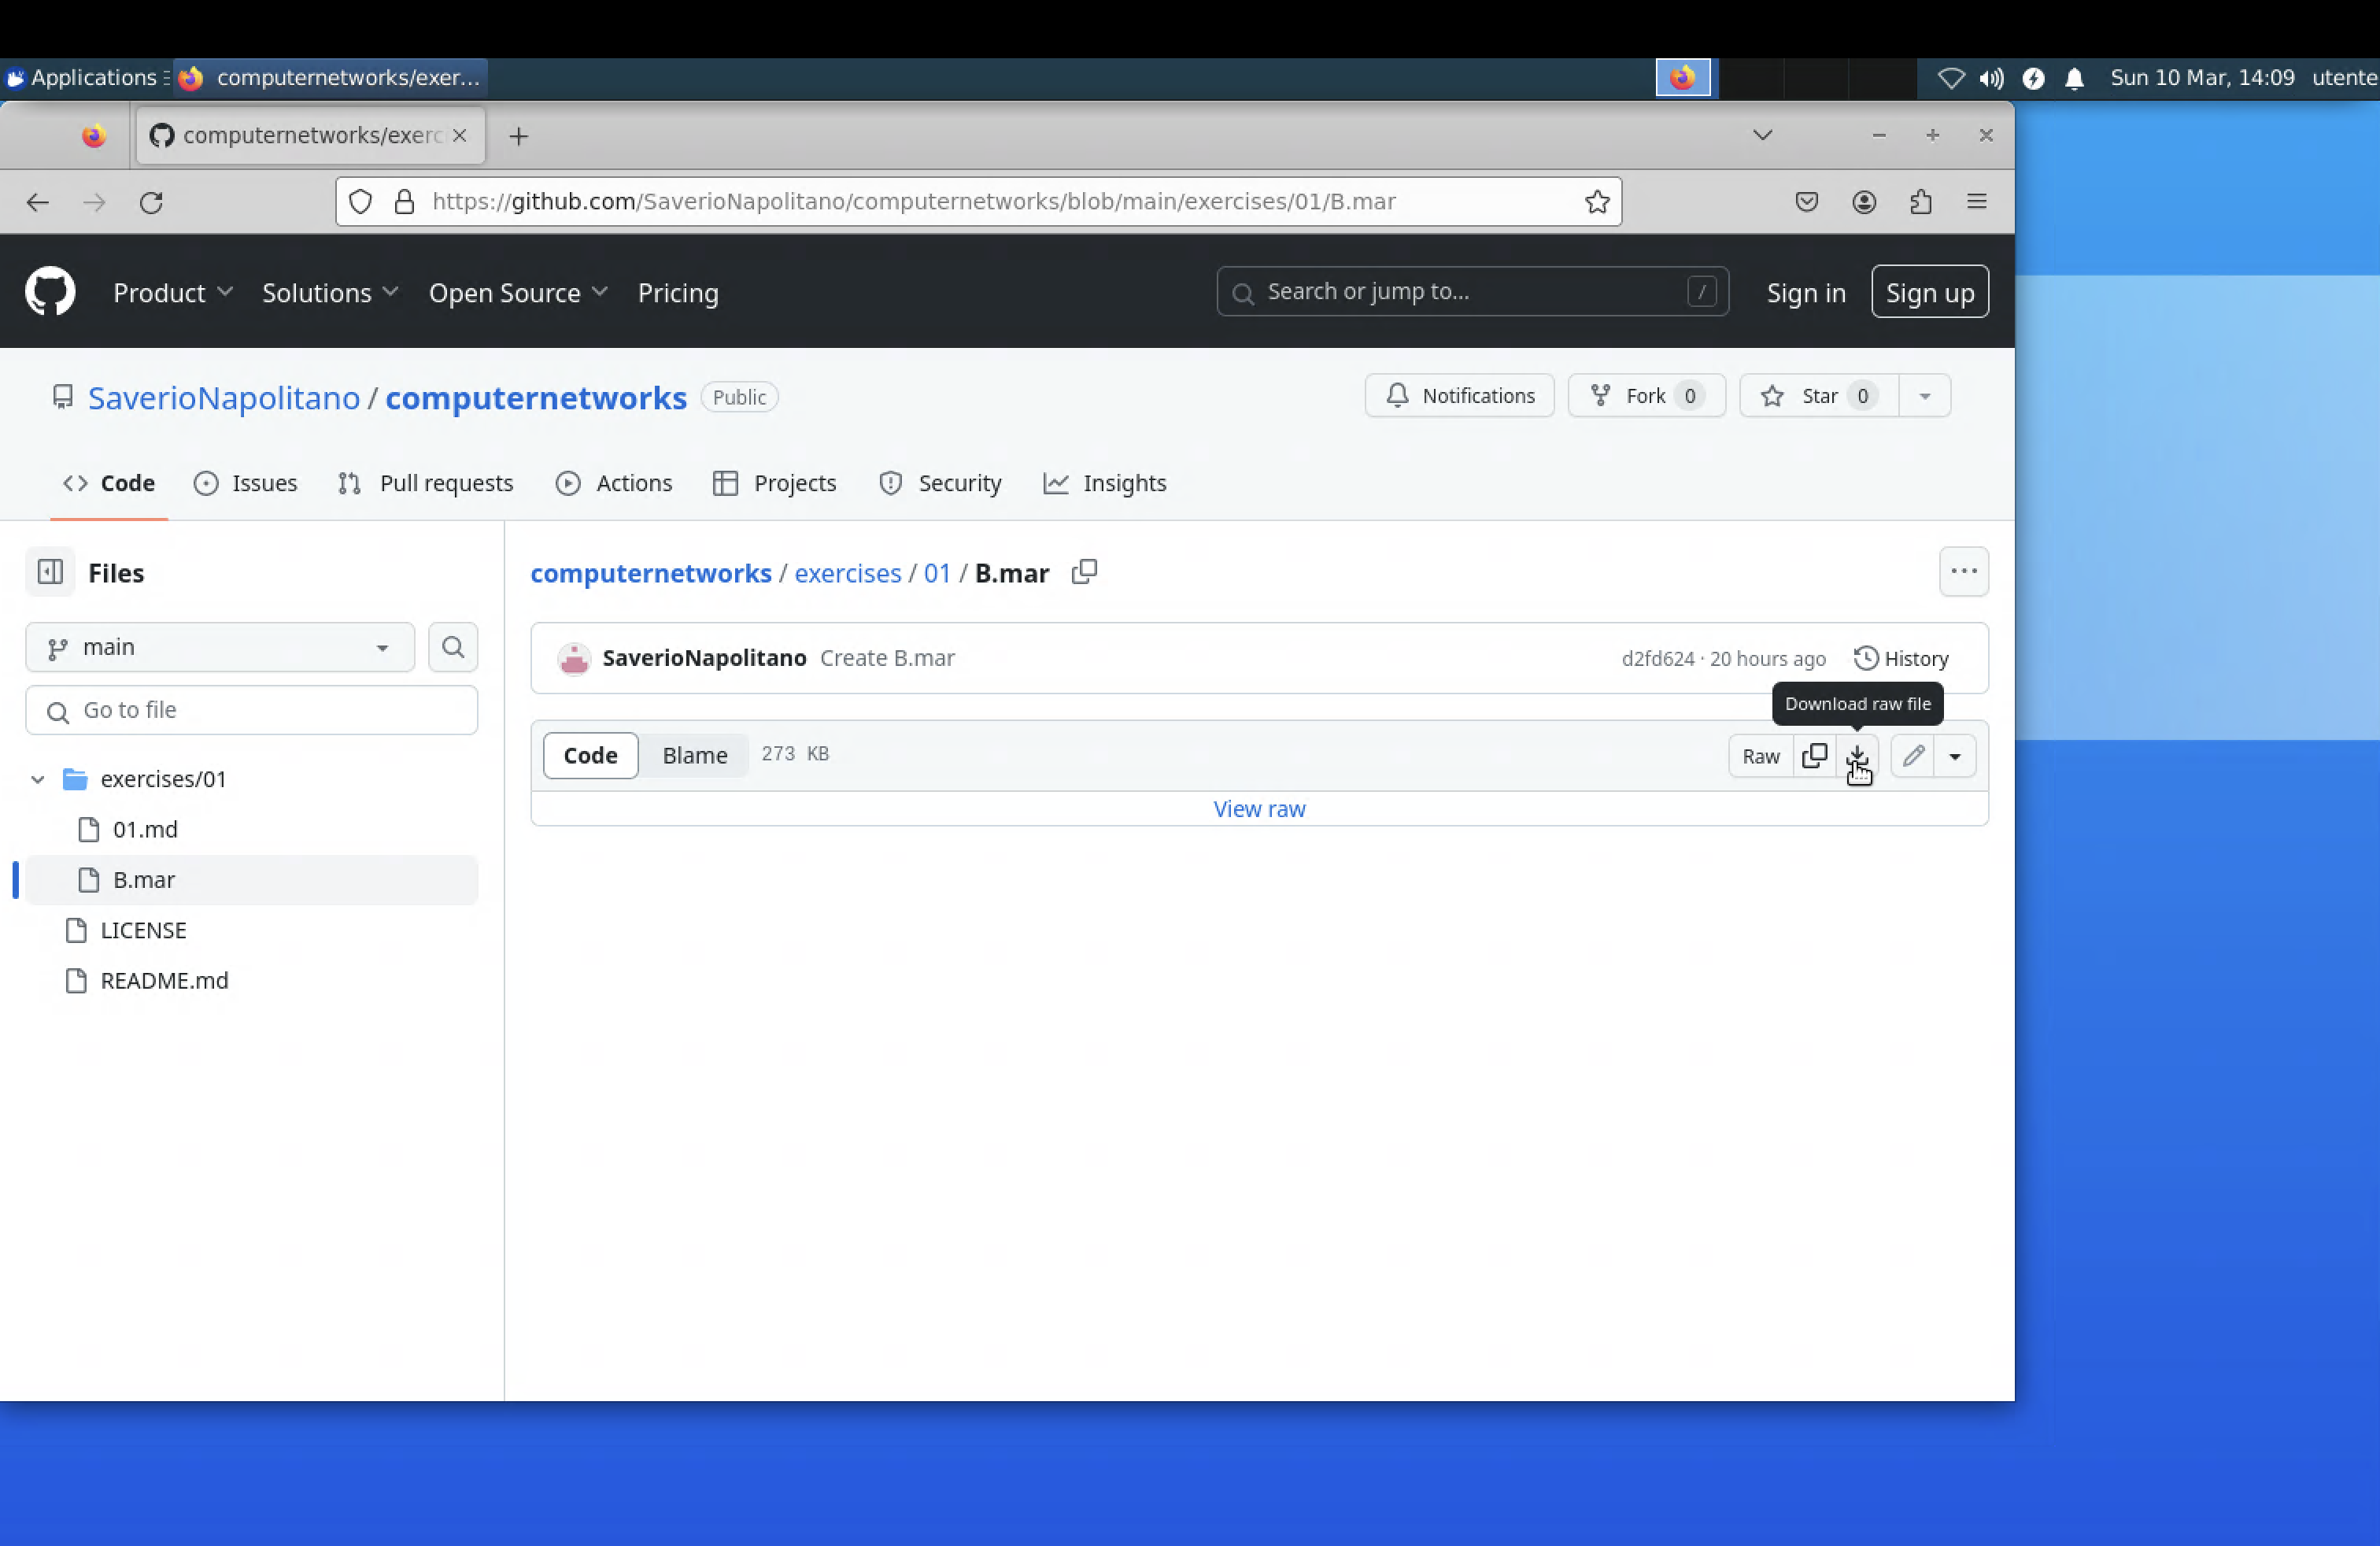 Applications
computernetworks/exer...
Sun 10 Mar, 14:09
utente
computernetworks/exerc
https://github.com/SaverioNapolitano/computernetworks/blob/main/exercises/01/B.mar
Product
Solutions
Open Source
Pricing
Search or jump to...
/
Sign in
Sign up
SaverioNapolitano / computernetworks
Public
Notifications
Fork 0
Star 0
Code
Issues
Pull requests
Actions
Projects
Security
Insights
Files
computernetworks / exercises / 01 / B.mar
main
SaverioNapolitano Create B.mar
d2fd624 · 20 hours ago
History
Go to file
Download raw file
Code
Blame
273 KB
Raw
View raw
exercises/01
01.md
B.mar
LICENSE
README.md